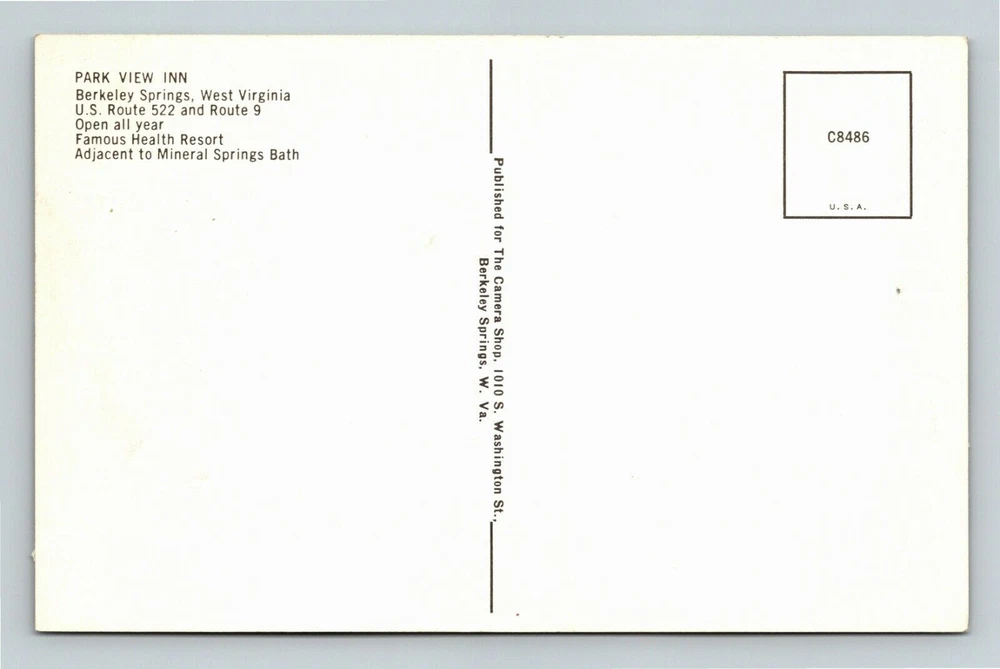 PARK VIEW INN
Berkeley Springs, West Virginia
U.S. Route 522 and Route 9
Open all year
Famous Health Resort
Adjacent to Mineral Springs Bath
Published for The Camera Shop, 1010 S. Washington St.,
Berkeley Springs, W. Va.
C8486
U.S.A.